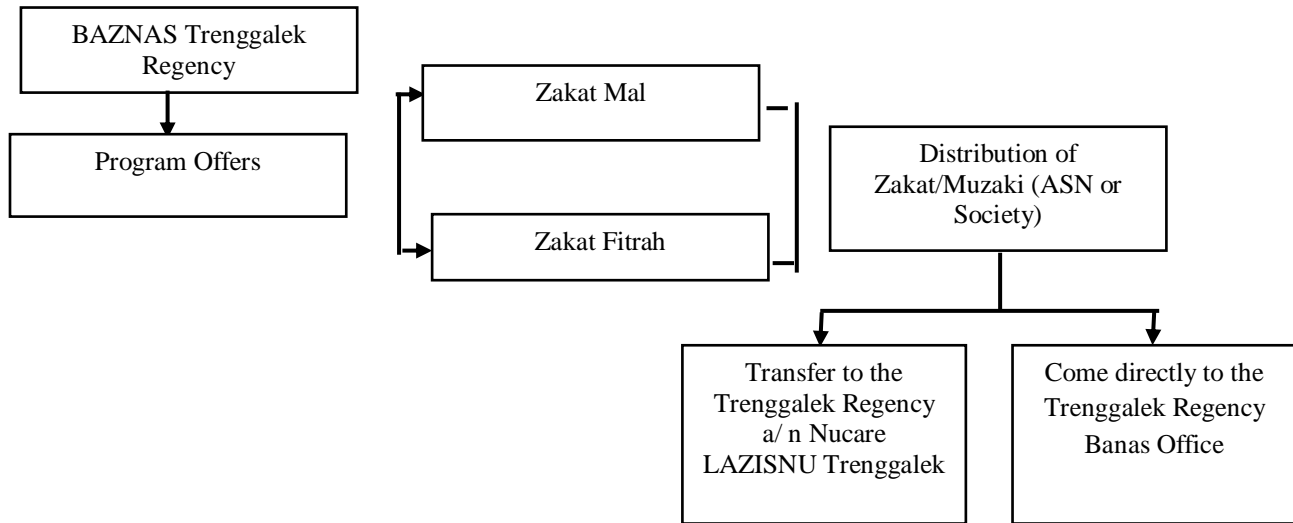 BAZNAS Trenggalek
Regency
Program Offers
Zakat Mal
Zakat Fitrah
Distribution of
Zakat/Muzaki (ASN or
Society)
Transfer to the
Trenggalek Regency
a/ n Nucare
LAZISNU Trenggalek
Come directly to the
Trenggalek Regency
Banas Office